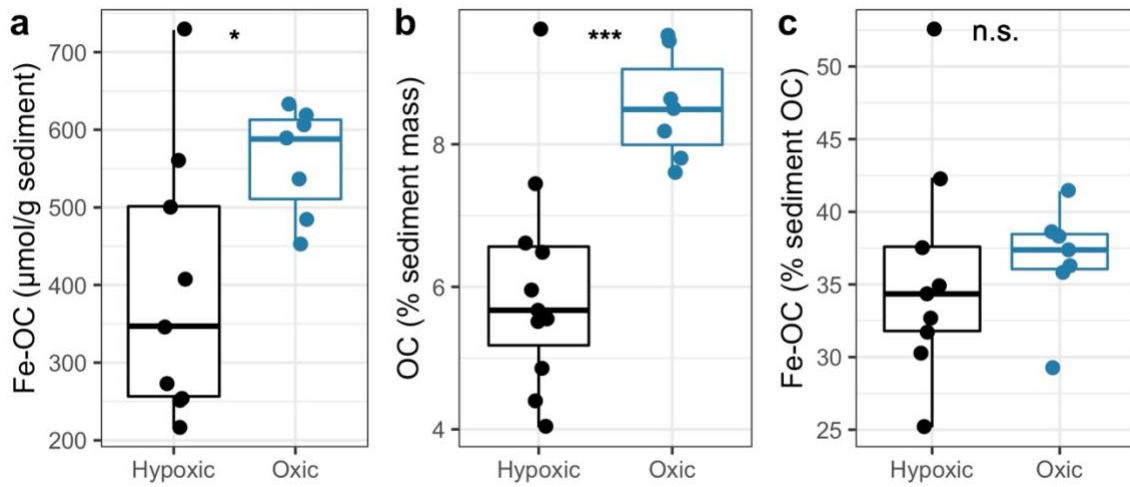 a
*
Fe-OC (µmol/g sediment)
700
600
500
400
300
200
Hypoxic
Oxic
b
***
OC (% sediment mass)
8
6
4
Hypoxic
Oxic
c
n.s.
Fe-OC (% sediment OC)
50
45
40
35
30
25
Hypoxic
Oxic